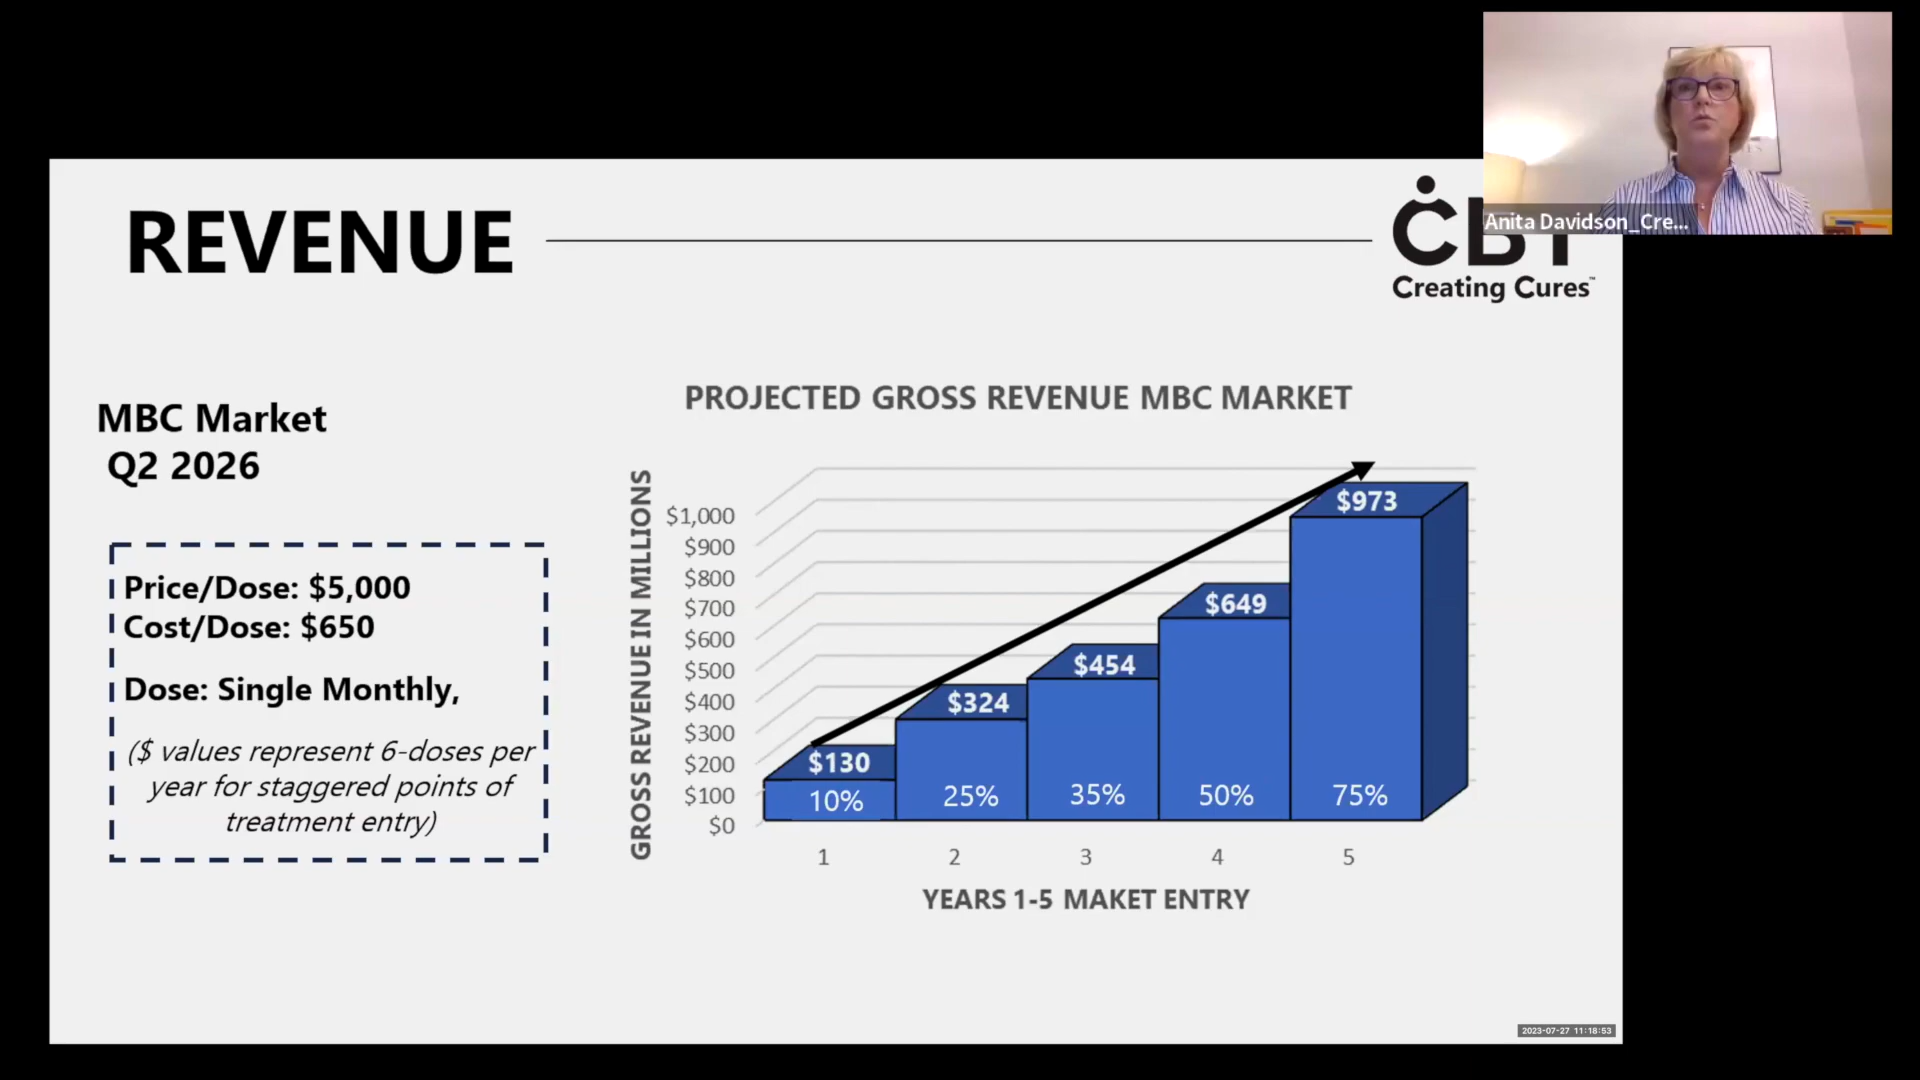 Anita Davidson_Cre...
REVENUE
Creating Cures™
MBC Market
Q2 2026
Price/Dose: $5,000
Cost/Dose: $650
Dose: Single Monthly,
($ values represent 6-doses per
year for staggered points of
treatment entry)
PROJECTED GROSS REVENUE MBC MARKET
GROSS REVENUE IN MILLIONS
$1,000
$900
$800
$700
$600
$500
$400
$300
$200
$100
$0
$130
$324
$454
$649
$973
10%
25%
35%
50%
75%
1 2 3 4 5
YEARS 1-5 MAKET ENTRY
2023-07-27 11:18:53